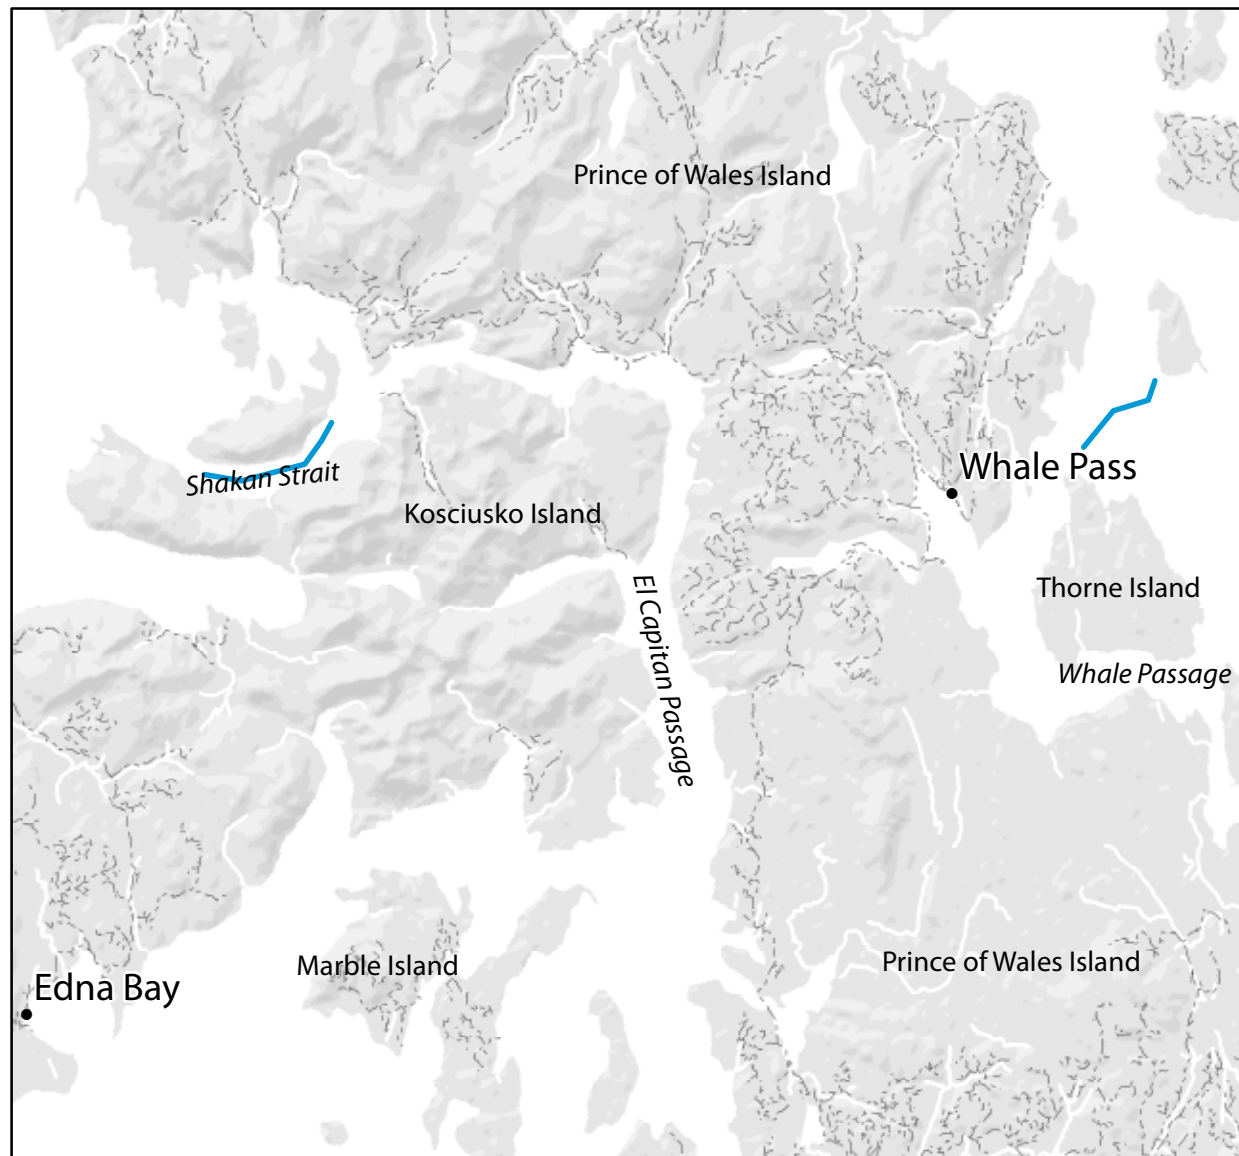 Prince of Wales Island
Whale Pass
Shakan Strait
Kosciusko Island
El Capitan Passage
Thorne Island
Whale Passage
Marble Island
Prince of Wales Island
Edna Bay